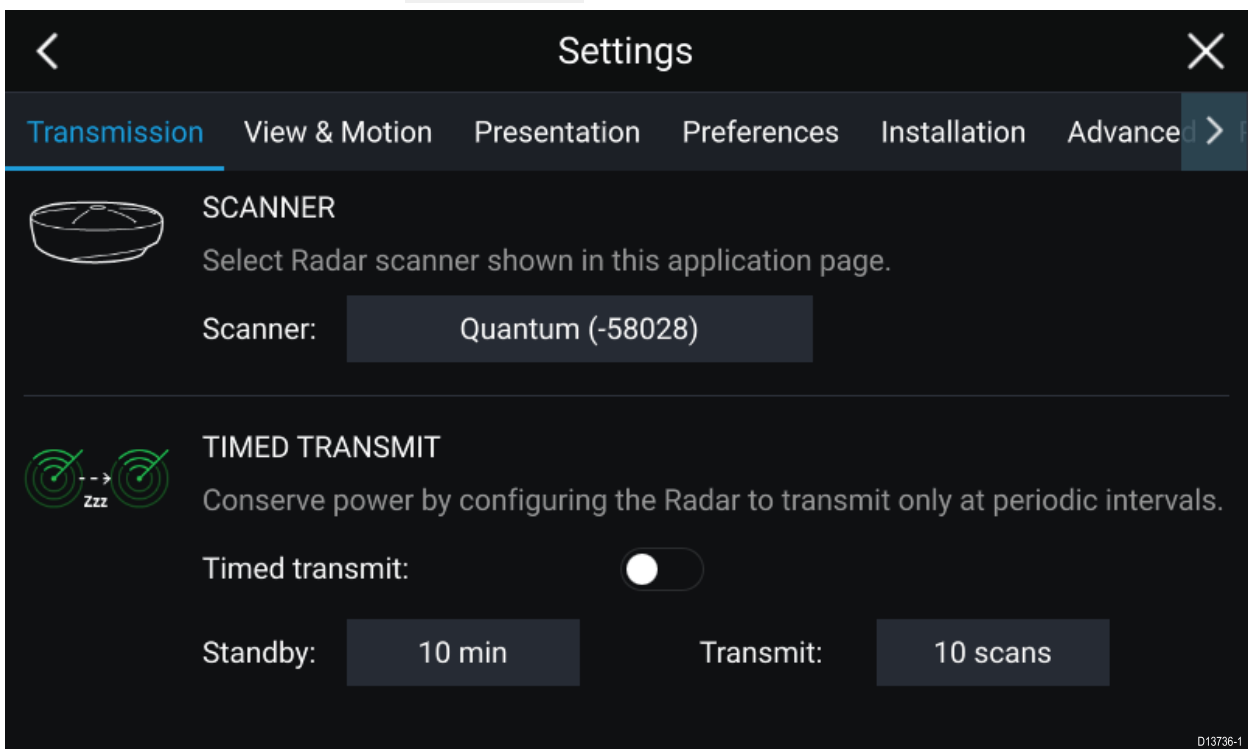 Settings
Transmission View & Motion Presentation Preferences Installation Advanced
SCANNER
Select Radar scanner shown in this application page.
Scanner: Quantum (-58028)
TIMED TRANSMIT
Zzz
Conserve power by configuring the Radar to transmit only at periodic intervals.
Timed transmit:
Standby: 10 min Transmit: 10 scans
D13736-1